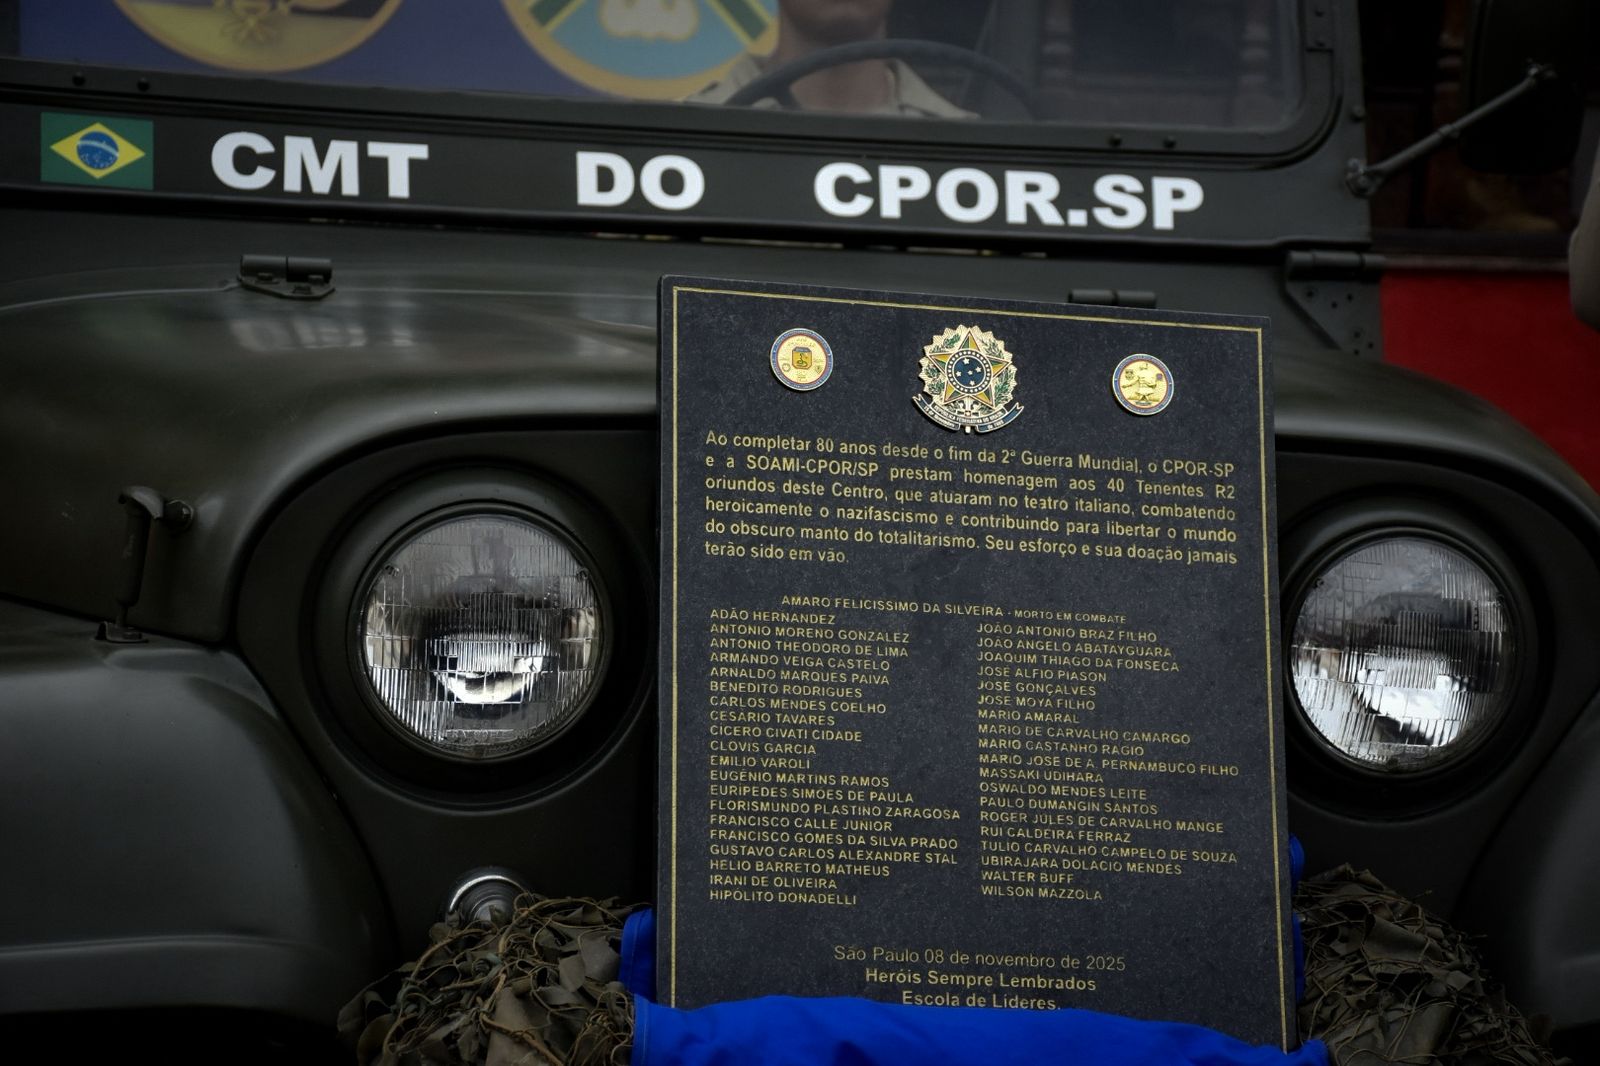 CMT DO CPOR.SP
Ao completar 80 anos desde o fim da 2ª Guerra Mundial, o CPOR-SP
e a SOAMI-CPOR/SP prestam homenagem aos 40 Tenentes R2
oriundos deste Centro, que atuaram no teatro italiano, combatendo
heroicamente o nazifascismo e contribuindo para libertar o mundo
do obscuro manto do totalitarismo. Seu esforço e sua doação jamais
terão sido em vão.
AMARO FELICISSIMO DA SILVEIRA - MORTO EM COMBATE
ADÃO HERNANDEZ
ANTONIO MORENO GONZALEZ
ANTONIO THEODORO DE LIMA
ARMANDO VEIGA CASTELO
ARNALDO MARQUES PAIVA
BENEDITO RODRIGUES
CARLOS MENDES COELHO
CESARIO TAVARES
CICERO CIVATI CIDADE
CLOVIS GARCIA
EMILIO VAROLI
EUGÊNIO MARTINS RAMOS
EURÍPEDES SIMÕES DE PAULA
FLORISMUNDO PLASTINO ZARAGOSA
FRANCISCO CALLE JUNIOR
FRANCISCO GOMES DA SILVA PRADO
GUSTAVO CARLOS ALEXANDRE STAL
HELIO BARRETO MATHEUS
IRANI DE OLIVEIRA
HIPOLITO DONADELLI
JOÃO ANTONIO BRAZ FILHO
JOÃO ANGELO ABATAYGUARA
JOAQUIM THIAGO DA FONSECA
JOSÉ ALFIO PIASON
JOSÉ GONÇALVES
JOSÉ MOYA FILHO
MARIO AMARAL
MARIO DE CARVALHO CAMARGO
MARIO CASTANHO RAGIO
MARIO JOSE DE A. PERNAMBUCO FILHO
MASSAKI UDIHARA
OSWALDO MENDES LEITE
PAULO DUMANGIN SANTOS
ROGER JULES DE CARVALHO MANGE
RUI CALDEIRA FERRAZ
TULIO CARVALHO CAMPELO DE SOUZA
UBIRAJARA DOLACIO MENDES
WALTER BUFF
WILSON MAZZOLA
São Paulo 08 de novembro de 2025
Heróis Sempre Lembrados
Escola de Líderes.